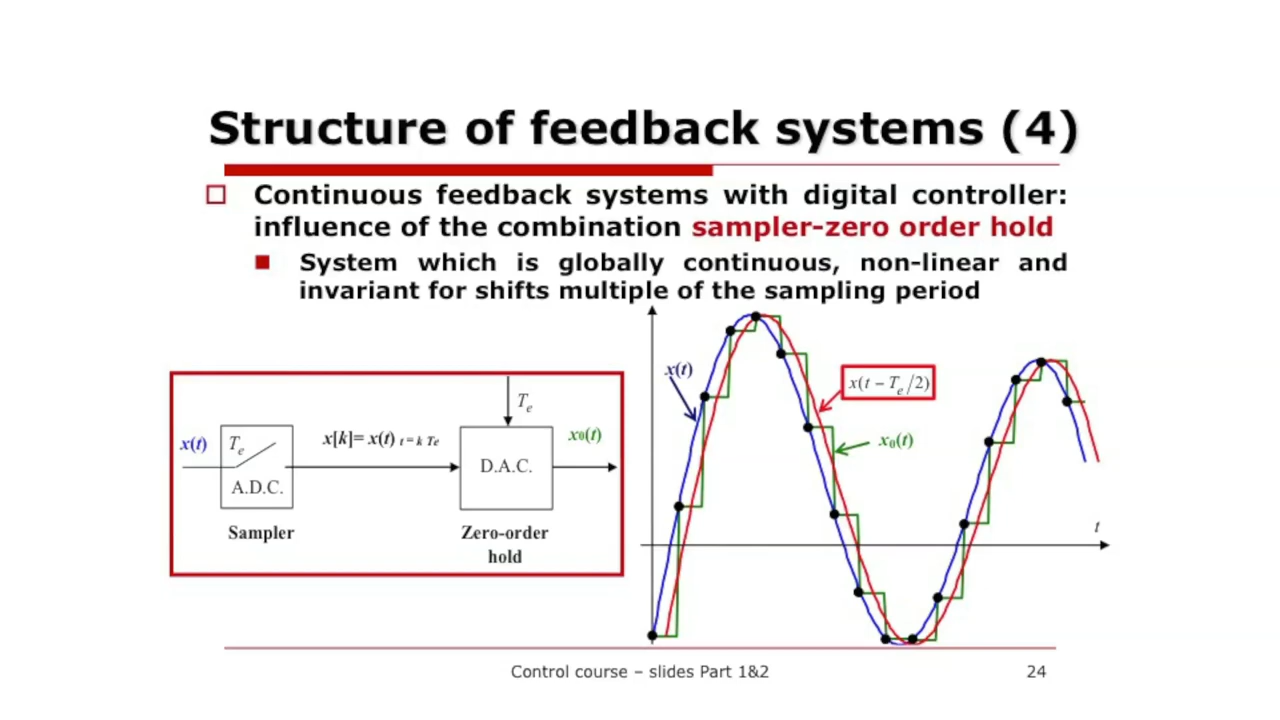 Structure of feedback systems (4)
Continuous feedback systems with digital controller:
influence of the combination sampler-zero order hold
System which is globally continuous, non-linear and
invariant for shifts multiple of the sampling period
x(t)
Te
A.D.C.
Sampler
x[k]= x(t) t = k Te
Te
D.A.C.
Zero-order
hold
x0(t)
x(t)
x(t − Te/2)
x0(t)
t
Control course – slides Part 1&2
24